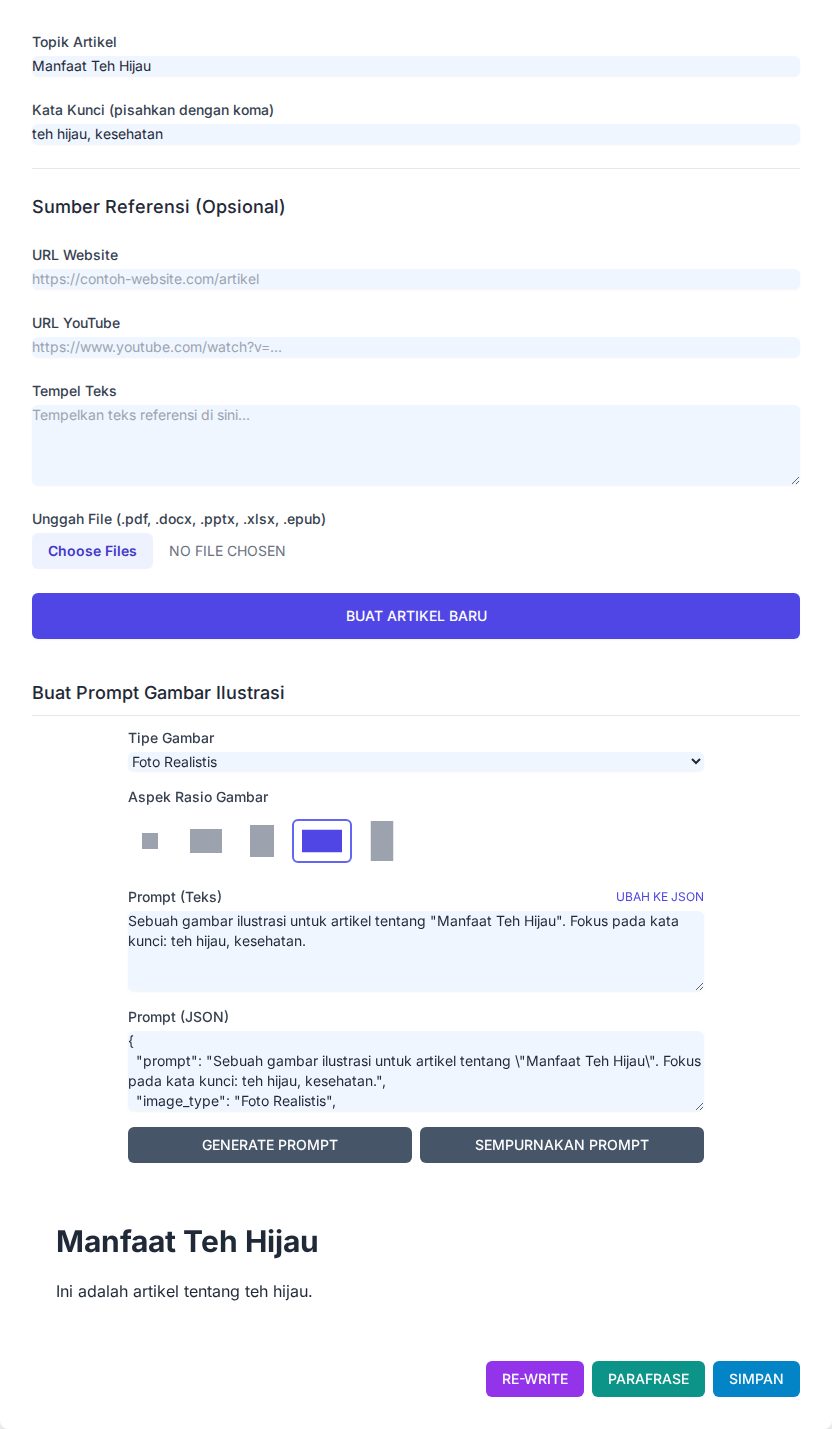 Topik Artikel
Manfaat Teh Hijau
Kata Kunci (pisahkan dengan koma)
teh hijau, kesehatan
Sumber Referensi (Opsional)
URL Website
https://contoh-website.com/artikel
URL YouTube
https://www.youtube.com/watch?v=...
Tempel Teks
Tempelkan teks referensi di sini...
Unggah File (.pdf, .docx, .pptx, .xlsx, .epub)
Choose Files NO FILE CHOSEN
BUAT ARTIKEL BARU
Buat Prompt Gambar Ilustrasi
Tipe Gambar
Foto Realistis
Aspek Rasio Gambar
Prompt (Teks) UBAH KE JSON
Sebuah gambar ilustrasi untuk artikel tentang "Manfaat Teh Hijau". Fokus pada kata
kunci: teh hijau, kesehatan.
Prompt (JSON)
{
  "prompt": "Sebuah gambar ilustrasi untuk artikel tentang \"Manfaat Teh Hijau\". Fokus
pada kata kunci: teh hijau, kesehatan.",
  "image_type": "Foto Realistis",
GENERATE PROMPT SEMPURNAKAN PROMPT
Manfaat Teh Hijau
Ini adalah artikel tentang teh hijau.
RE-WRITE PARAFRASE SIMPAN